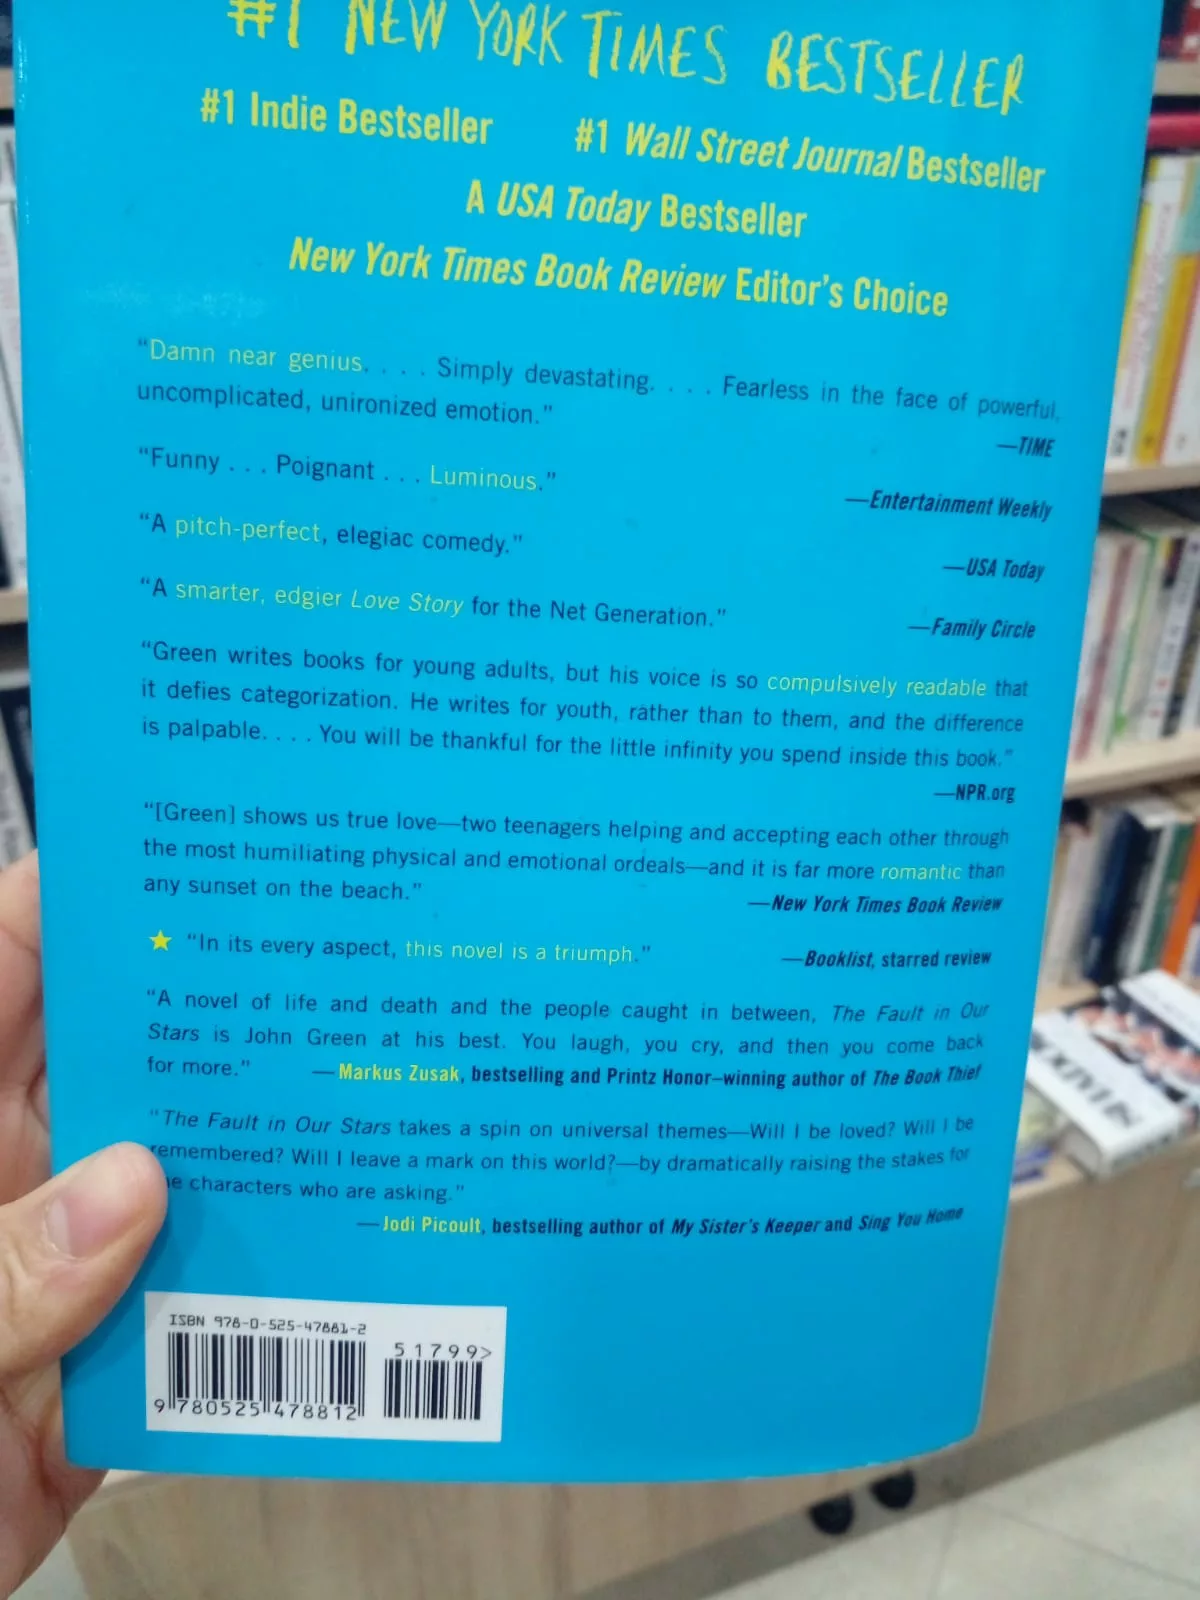 #1 NEW YORK TIMES BESTSELLER
#1 Indie Bestseller #1 Wall Street Journal Bestseller
A USA Today Bestseller
New York Times Book Review Editor's Choice
“Damn near genius. . . . Simply devastating. . . . Fearless in the face of powerful,
uncomplicated, unironized emotion.”
—TIME
“Funny . . . Poignant . . . Luminous.”
—Entertainment Weekly
“A pitch-perfect, elegiac comedy.”
—USA Today
“A smarter, edgier Love Story for the Net Generation.”
—Family Circle
“Green writes books for young adults, but his voice is so compulsively readable that
it defies categorization. He writes for youth, rather than to them, and the difference
is palpable. . . . You will be thankful for the little infinity you spend inside this book.”
—NPR.org
“[Green] shows us true love—two teenagers helping and accepting each other through
the most humiliating physical and emotional ordeals—and it is far more romantic than
any sunset on the beach.” —New York Times Book Review
★ “In its every aspect, this novel is a triumph.” —Booklist, starred review
“A novel of life and death and the people caught in between, The Fault in Our
Stars is John Green at his best. You laugh, you cry, and then you come back
for more.” —Markus Zusak, bestselling and Printz Honor–winning author of The Book Thief
“The Fault in Our Stars takes a spin on universal themes—Will I be loved? Will I be
remembered? Will I leave a mark on this world?—by dramatically raising the stakes for
characters who are asking.”
—Jodi Picoult, bestselling author of My Sister's Keeper and Sing You Home
ISBN 978-0-525-47881-2
51799>
9 780525 478812